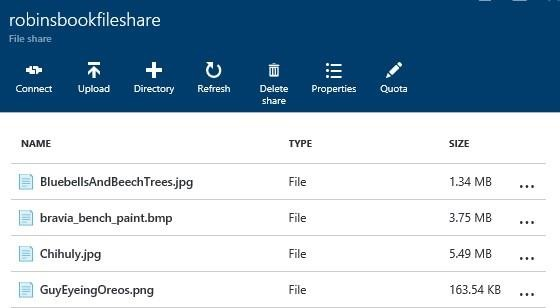 robinsbookfileshare
File share
Connect Upload Directory Refresh Delete share Properties Quota
NAME TYPE SIZE
BluebellsAndBeechTrees.jpg File 1.34 MB ...
bravia_bench_paint.bmp File 3.75 MB ...
Chihuly.jpg File 5.49 MB ...
GuyEyeingOreos.png File 163.54 KB ...